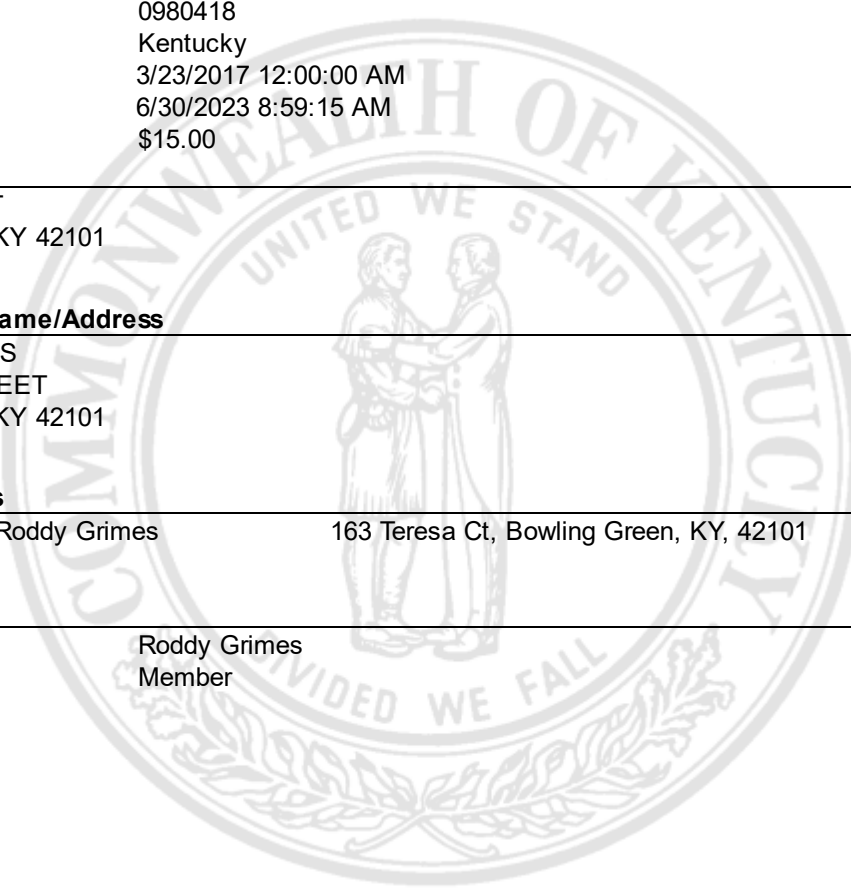 0980418
Kentucky
3/23/2017 12:00:00 AM
6/30/2023 8:59:15 AM
$15.00
KY 42101
ame/Address
S
EET
KY 42101
s
Roddy Grimes 163 Teresa Ct, Bowling Green, KY, 42101
Roddy Grimes
Member
COMMONWEALTH OF KENTUCKY
UNITED WE STAND
DIVIDED WE FALL